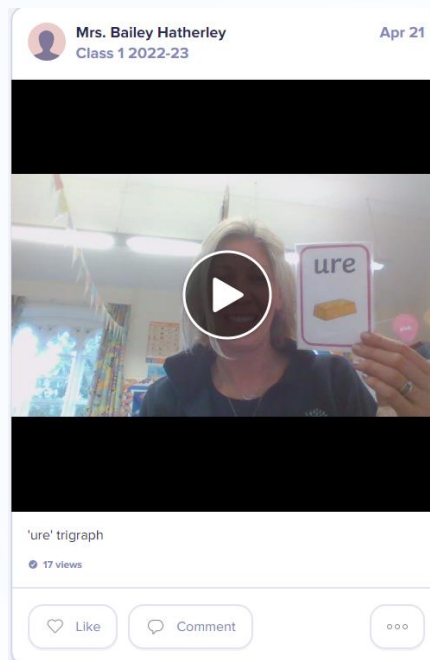 Mrs. Bailey Hatherley
Apr 21
Class 1 2022-23
ure
'ure' trigraph
17 views
Like
Comment